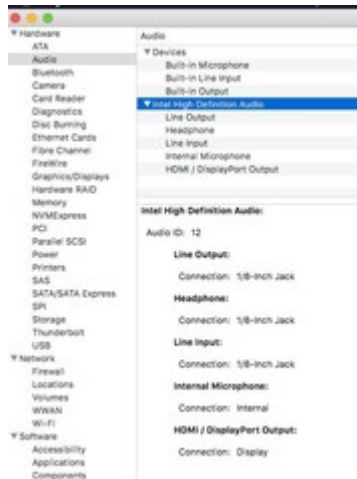 Hardware
ATA
Audio
Bluetooth
Camera
Card Reader
Diagnostics
Disc Burning
Ethernet Cards
Fibre Channel
FireWire
Graphics/Displays
Hardware RAID
Memory
NVMExpress
PCI
Parallel SCSI
Power
Printers
SAS
SATA/SATA Express
SPI
Storage
Thunderbolt
USB
Network
Firewall
Locations
Volumes
WWAN
Wi-Fi
Software
Accessibility
Applications
Components
Audio
Devices
Built-in Microphone
Built-in Line Input
Built-in Output
Intel High Definition Audio
Line Output
Headphone
Line Input
Internal Microphone
HDMI / DisplayPort Output
Intel High Definition Audio:
Audio ID: 12
Line Output:
Connection: 1/8-Inch Jack
Headphone:
Connection: 1/8-Inch Jack
Line Input:
Connection: 1/8-Inch Jack
Internal Microphone:
Connection: Internal
HDMI / DisplayPort Output:
Connection: Display